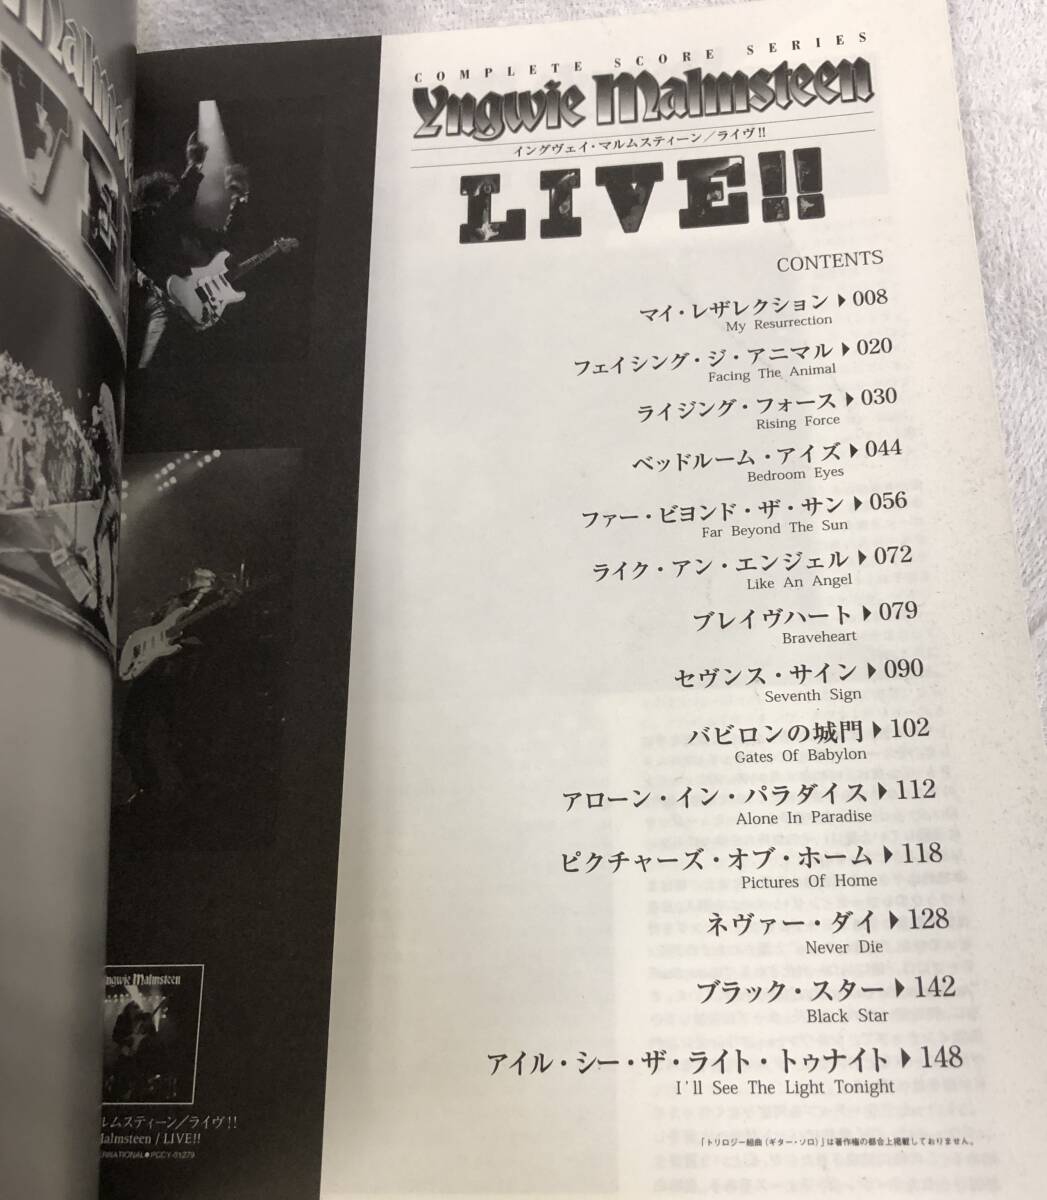 COMPLETE SCORE SERIES
Yngwie Malmsteen
イングヴェイ・マルムスティーン／ライヴ!!
LIVE!!
CONTENTS
マイ・レザレクション▶008
My Resurrection
フェイシング・ジ・アニマル▶020
Facing The Animal
ライジング・フォース▶030
Rising Force
ベッドルーム・アイズ▶044
Bedroom Eyes
ファー・ビヨンド・ザ・サン▶056
Far Beyond The Sun
ライク・アン・エンジェル▶072
Like An Angel
ブレイヴハート▶079
Braveheart
セヴンス・サイン▶090
Seventh Sign
バビロンの城門▶102
Gates Of Babylon
アローン・イン・パラダイス▶112
Alone In Paradise
ピクチャーズ・オブ・ホーム▶118
Pictures Of Home
ネヴァー・ダイ▶128
Never Die
ブラック・スター▶142
Black Star
アイル・シー・ザ・ライト・トゥナイト▶148
I'll See The Light Tonight
「トリロジー組曲（ギター・ソロ）」は著作権の都合上掲載しておりません。
ngwie Malmsteen
ルムスティーン／ライヴ!!
Malmsteen / LIVE!!
ERNATIONAL●PCCY-01279